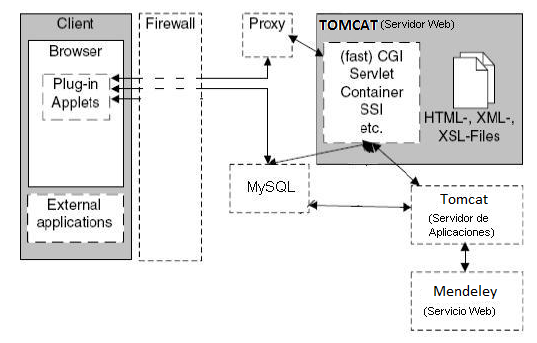 Client
Browser
Plug-in
Applets
External
applications
Firewall
Proxy
TOMCAT (Servidor Web)
(fast) CGI
Servlet
Container
SSI
etc.
HTML-, XML-,
XSL-Files
MySQL
Tomcat
(Servidor de
Aplicaciones)
Mendeley
(Servicio Web)